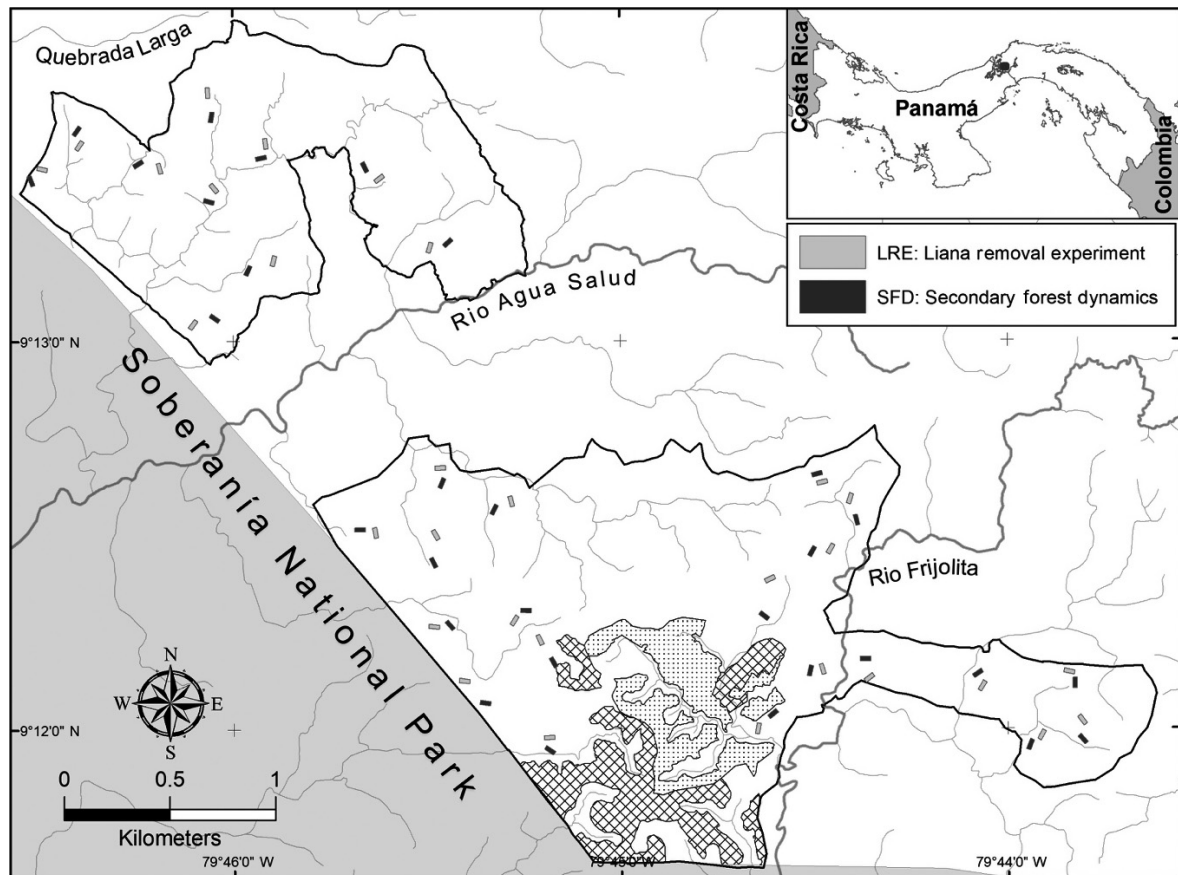 Quebrada Larga
Costa Rica
Panamá
Colombia
LRE: Liana removal experiment
SFD: Secondary forest dynamics
Rio Agua Salud
9°13'0" N
Soberanía National Park
Rio Frijolita
N
W
E
S
9°12'0" N
0
0.5
1
Kilometers
79°46'0" W
79°45'0" W
79°44'0" W